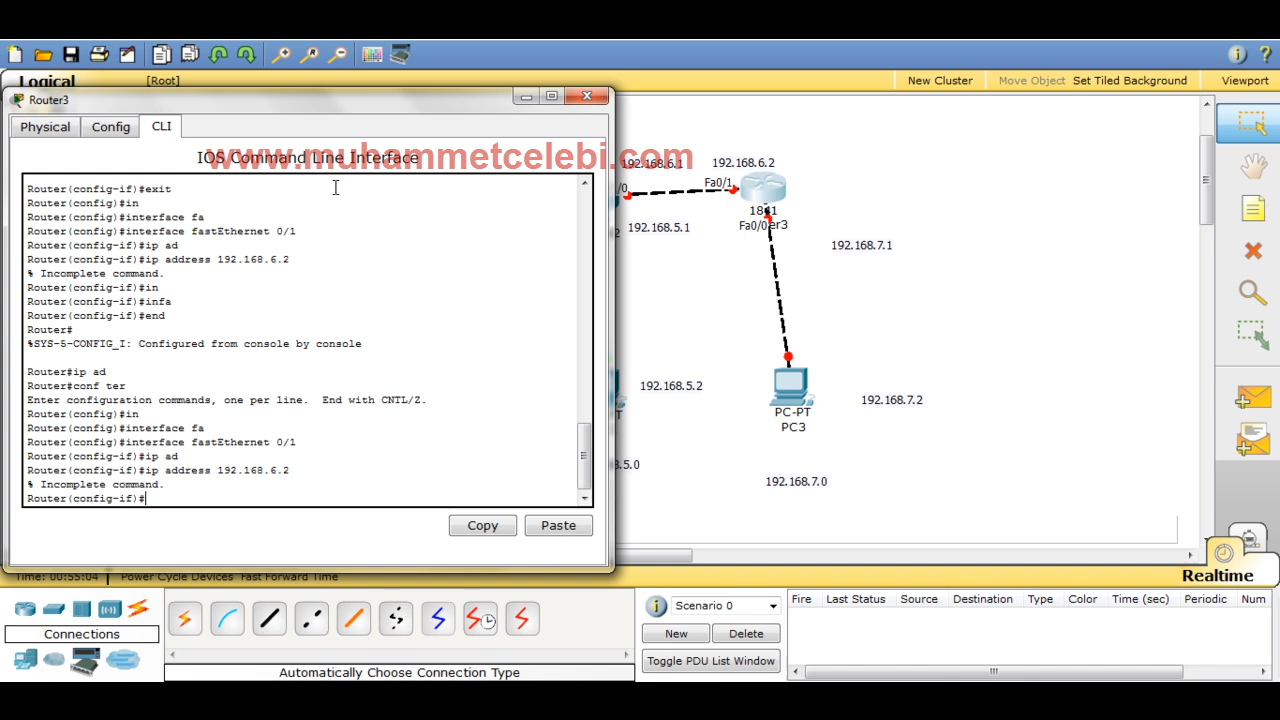 Logical
[Root]
New Cluster
Move Object
Set Tiled Background
Viewport
Router3
Physical
Config
CLI
IOS Command Line Interface
www.muhammetcelebi.com
Router(config-if)#exit
Router(config)#in
Router(config)#interface fa
Router(config)#interface fastEthernet 0/1
Router(config-if)#ip ad
Router(config-if)#ip address 192.168.6.2
% Incomplete command.
Router(config-if)#in
Router(config-if)#infa
Router(config-if)#end
Router#
%SYS-5-CONFIG_I: Configured from console by console
Router#ip ad
Router#conf ter
Enter configuration commands, one per line.  End with CNTL/Z.
Router(config)#in
Router(config)#interface fa
Router(config)#interface fastEthernet 0/1
Router(config-if)#ip ad
Router(config-if)#ip address 192.168.6.2
% Incomplete command.
Router(config-if)#
Copy
Paste
192.168.6.1
192.168.6.2
/0
Fa0/1
1841
2
192.168.5.1
Fa0/0er3
192.168.7.1
192.168.5.2
T
PC-PT
PC3
192.168.7.2
.5.0
192.168.7.0
Time: 00:55:04
Power Cycle Devices
Fast Forward Time
Realtime
Connections
Automatically Choose Connection Type
Scenario 0
New
Delete
Toggle PDU List Window
Fire
Last Status
Source
Destination
Type
Color
Time (sec)
Periodic
Num